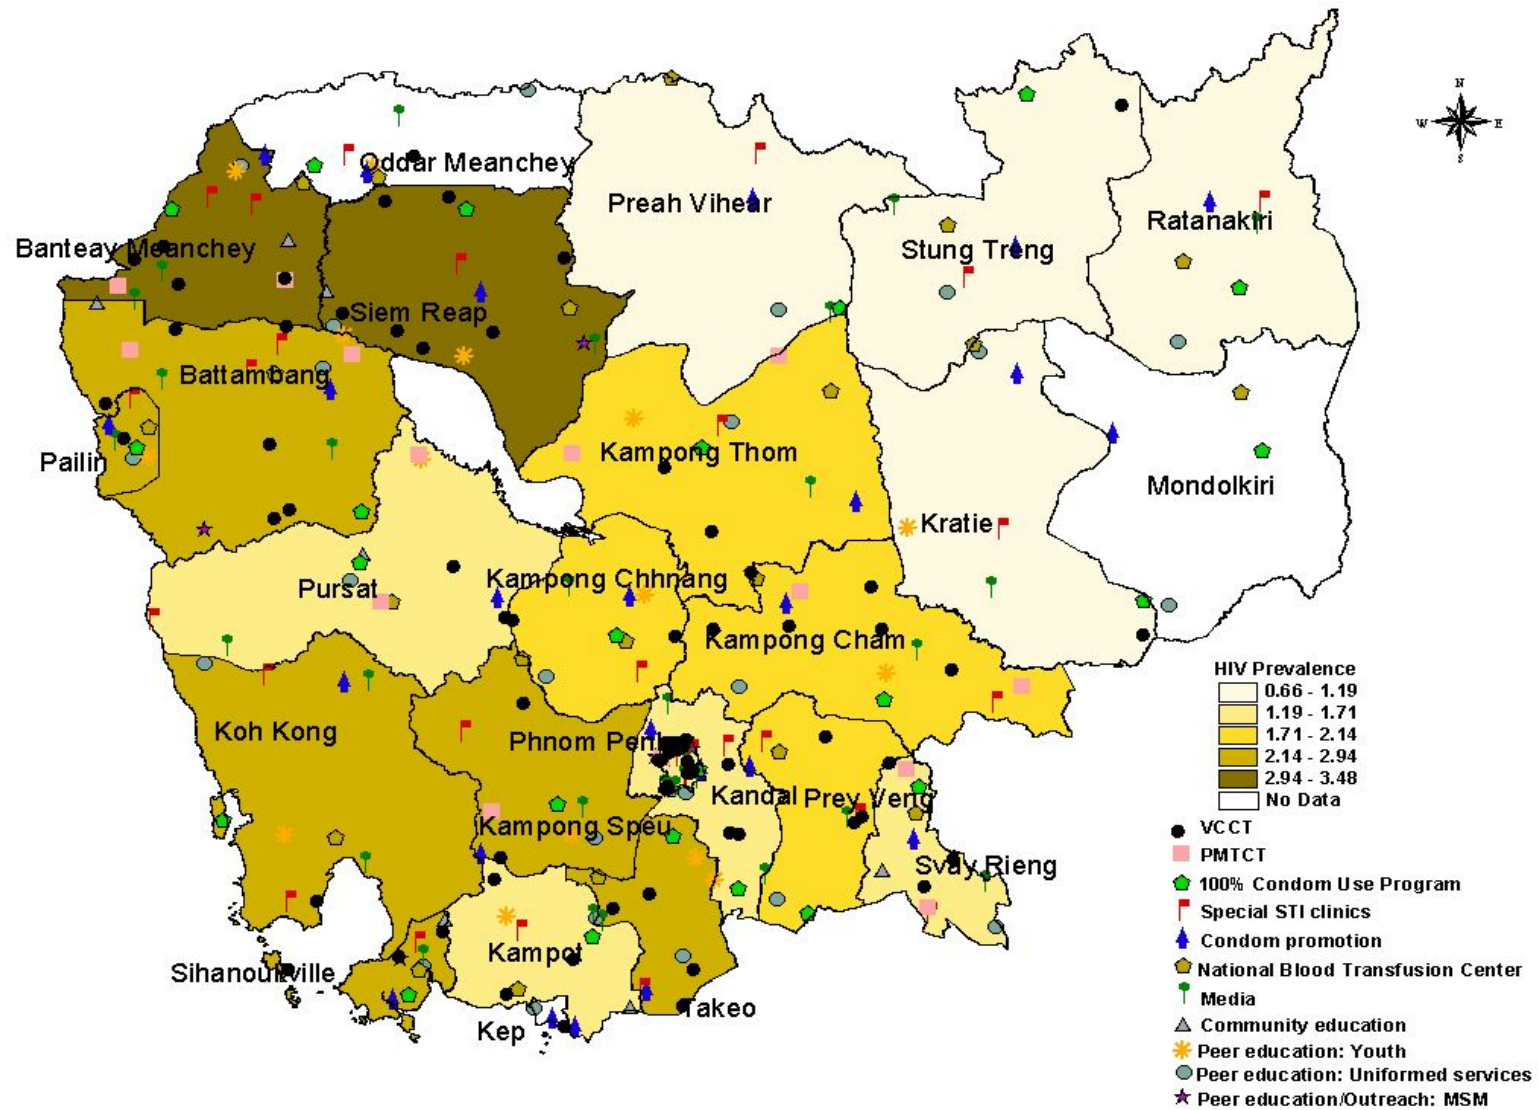 N
W E
S
Oddar Meanchey
Preah Vihear
Ratanakiri
Banteay Meanchey
Stung Treng
Siem Reap
Battambang
Pailin
Kampong Thom
Mondolkiri
Kratie
Kampong Chhnang
Pursat
Kampong Cham
Koh Kong
Phnom Penh
Kandal
Prey Veng
Kampong Speu
Svay Rieng
Kampot
Sihanoukville
Takeo
Kep
HIV Prevalence
0.66 - 1.19
1.19 - 1.71
1.71 - 2.14
2.14 - 2.94
2.94 - 3.48
No Data
VCCT
PMTCT
100% Condom Use Program
Special STI clinics
Condom promotion
National Blood Transfusion Center
Media
Community education
Peer education: Youth
Peer education: Uniformed services
Peer education/Outreach: MSM